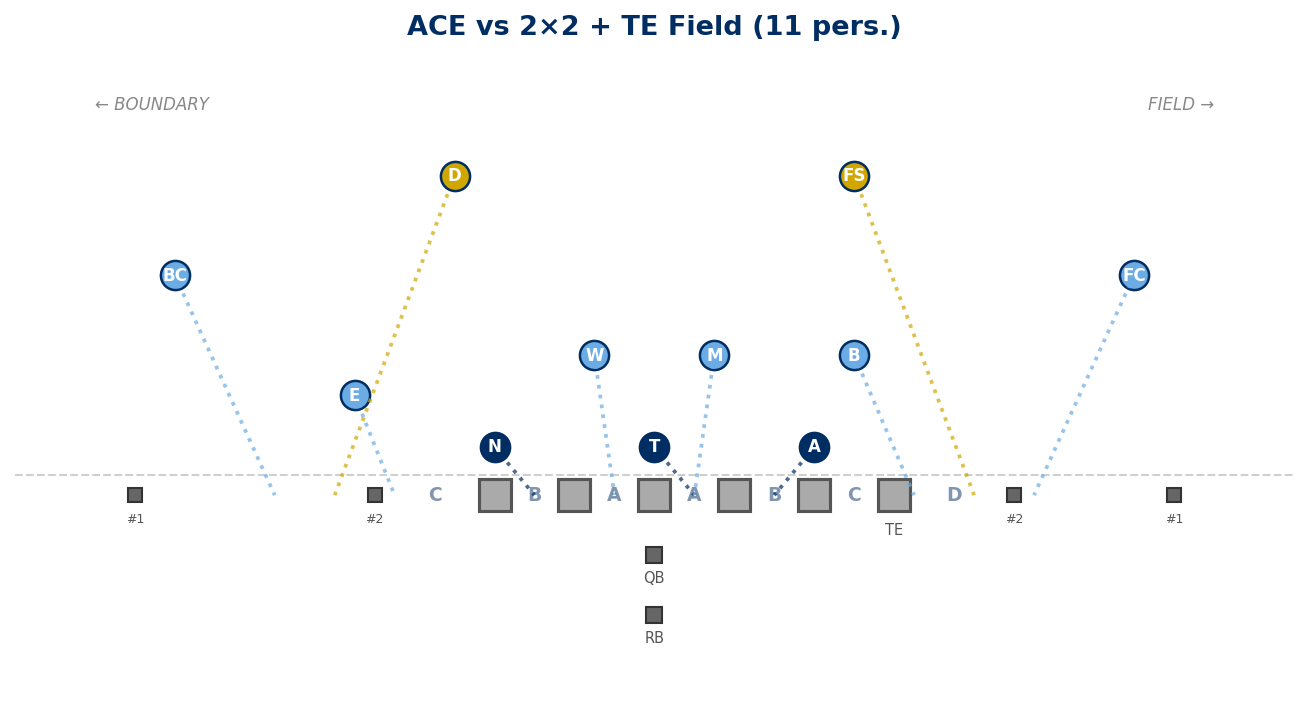 ACE vs 2×2 + TE Field (11 pers.)
← BOUNDARY FIELD →
D FS
BC FC
W M B
E
N T A
C B A A B C D
#1 #2 #2 #1
TE
QB
RB